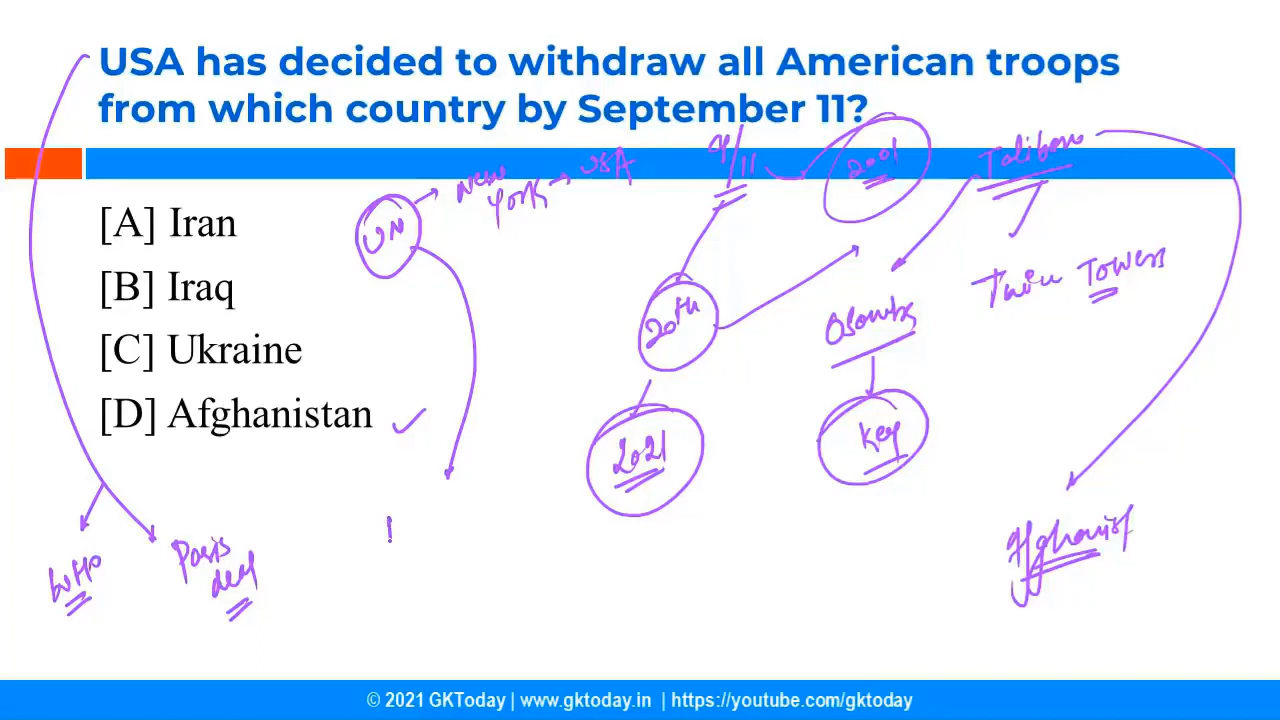 USA has decided to withdraw all American troops
from which country by September 11?
9/11
2001
Taliban
New
York
USA
UN
[A] Iran
[B] Iraq
[C] Ukraine
[D] Afghanistan
Twin Towers
20th
2021
Key
WHO
Paris
deal
© 2021 GKToday | www.gktoday.in | https://youtube.com/gktoday